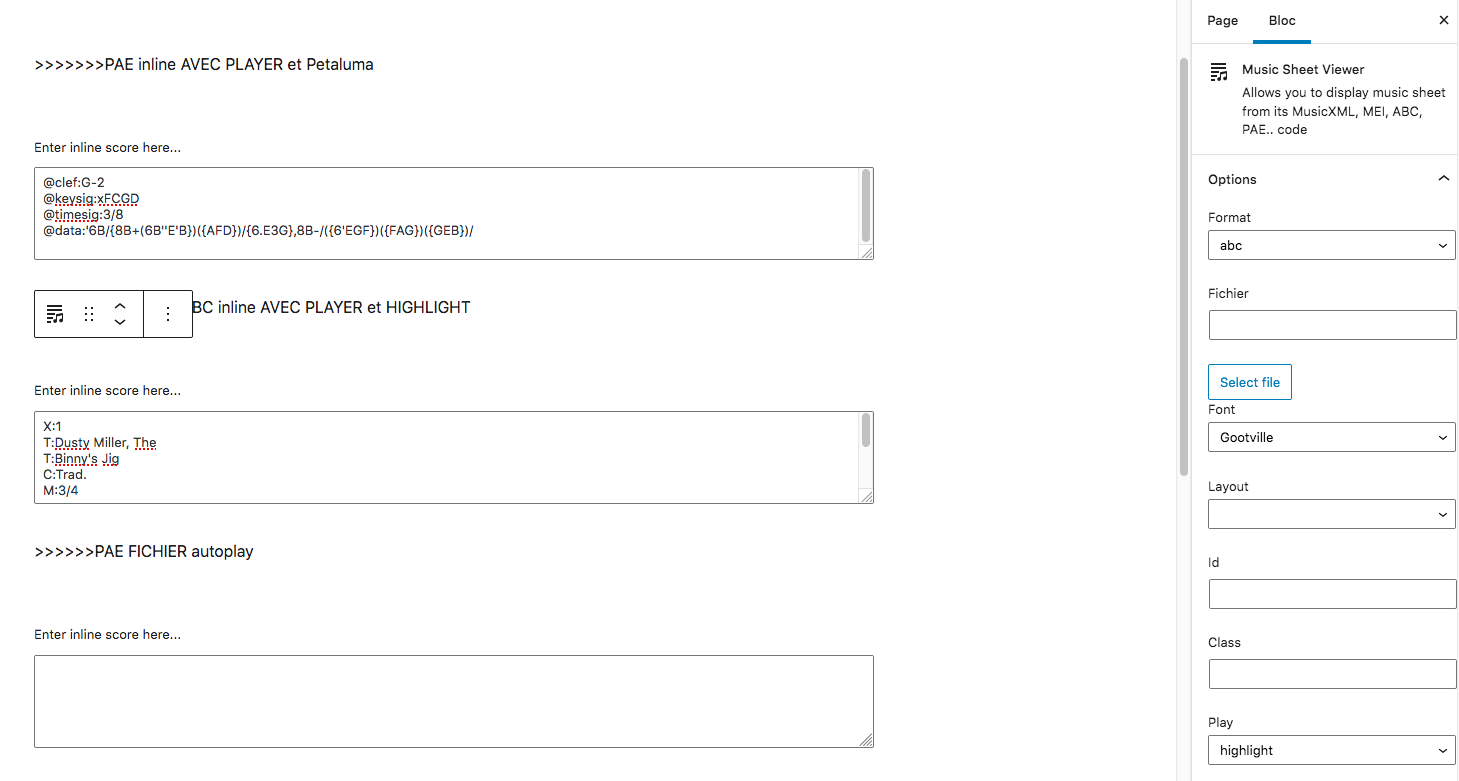 >>>>>>>PAE inline AVEC PLAYER et Petaluma
Enter inline score here...
@clef:G-2
@keysig:xFCGD
@timesig:3/8
@data:'6B/{8B+(6B''E'B})({AFD})/{6.E3G},8B-/({6'EGF})({FAG})({GEB})/
BC inline AVEC PLAYER et HIGHLIGHT
Enter inline score here...
X:1
T:Dusty Miller, The
T:Binny's Jig
C:Trad.
M:3/4
>>>>>>PAE FICHIER autoplay
Enter inline score here...
Page Bloc ×
Music Sheet Viewer
Allows you to display music sheet
from its MusicXML, MEI, ABC,
PAE.. code
Options
Format
abc
Fichier
Select file
Font
Gootville
Layout
Id
Class
Play
highlight